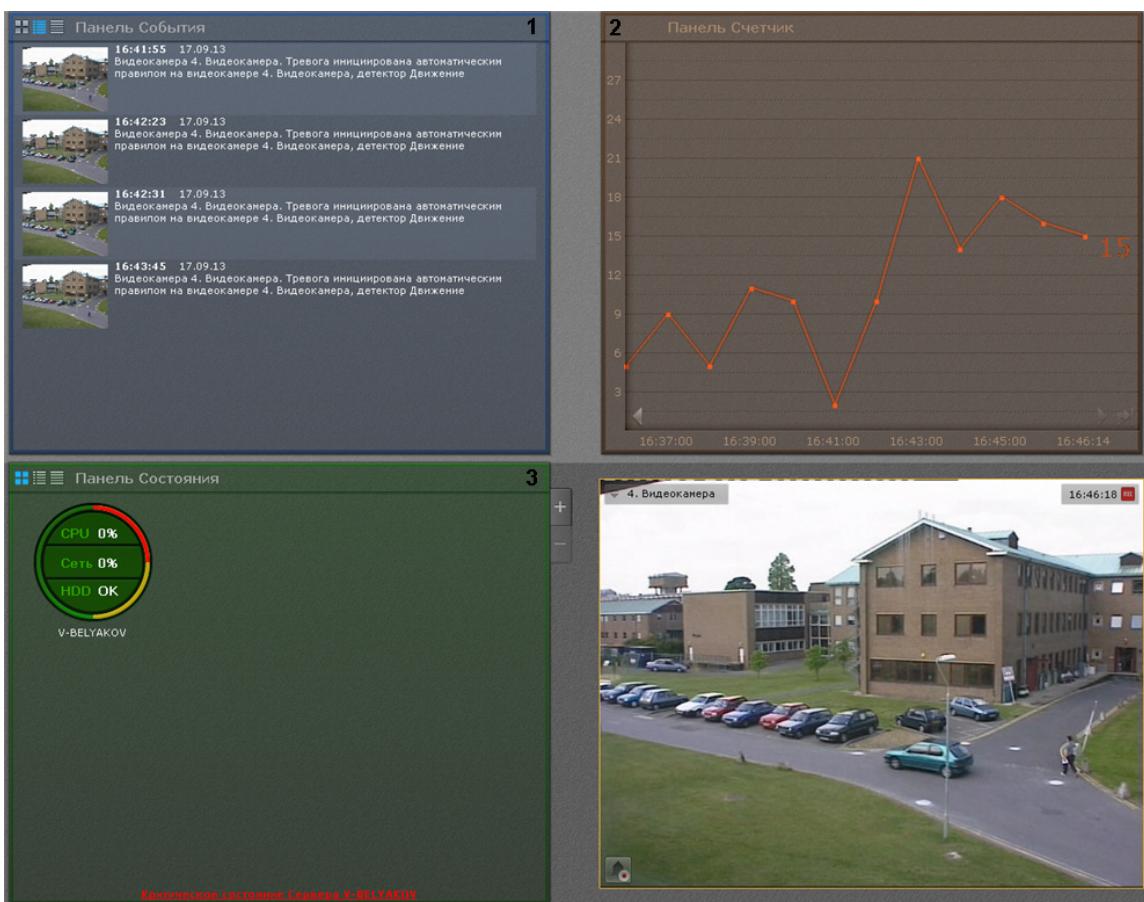 Панель События 1
16:41:55 17.09.13
Видеокамера 4. Видеокамера. Тревога инициирована автоматическим
правилом на видеокамере 4. Видеокамера, детектор Движение
16:42:23 17.09.13
Видеокамера 4. Видеокамера. Тревога инициирована автоматическим
правилом на видеокамере 4. Видеокамера, детектор Движение
16:42:31 17.09.13
Видеокамера 4. Видеокамера. Тревога инициирована автоматическим
правилом на видеокамере 4. Видеокамера, детектор Движение
16:43:45 17.09.13
Видеокамера 4. Видеокамера. Тревога инициирована автоматическим
правилом на видеокамере 4. Видеокамера, детектор Движение
2 Панель Счетчик
27
24
21
18
15
15
12
9
6
3
16:37:00 16:39:00 16:41:00 16:43:00 16:45:00 16:46:14
Панель Состояния 3
CPU 0%
Сеть 0%
HDD OK
V-BELYAKOV
Критическое состояние Сервера V-BELYAKOV
4. Видеокамера
16:46:18 REC